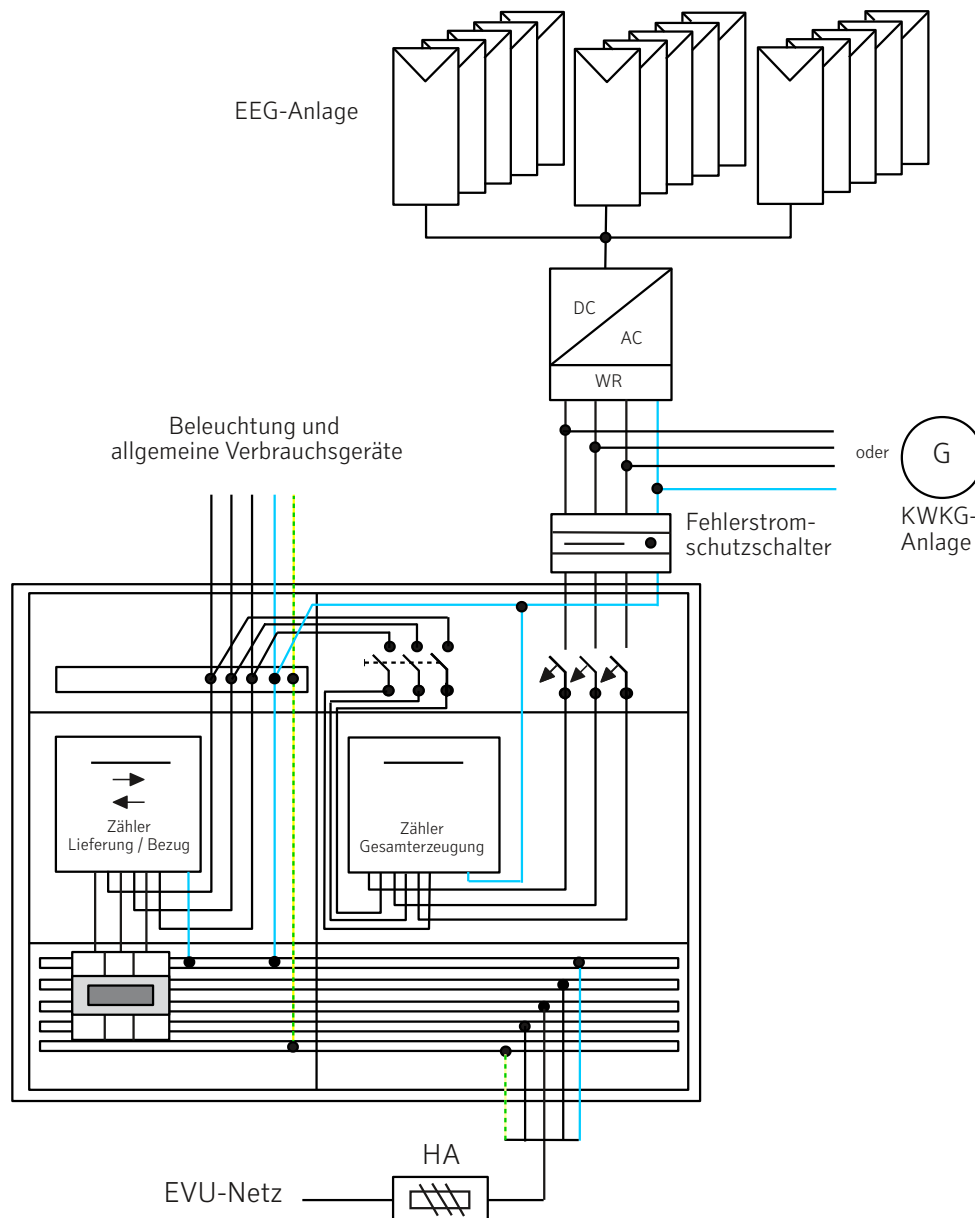 EEG-Anlage
DC
AC
WR
Beleuchtung und
allgemeine Verbrauchsgeräte
oder
G
KWKG-
Anlage
Fehlerstrom-
schutzschalter
Zähler
Lieferung / Bezug
Zähler
Gesamterzeugung
HA
EVU-Netz